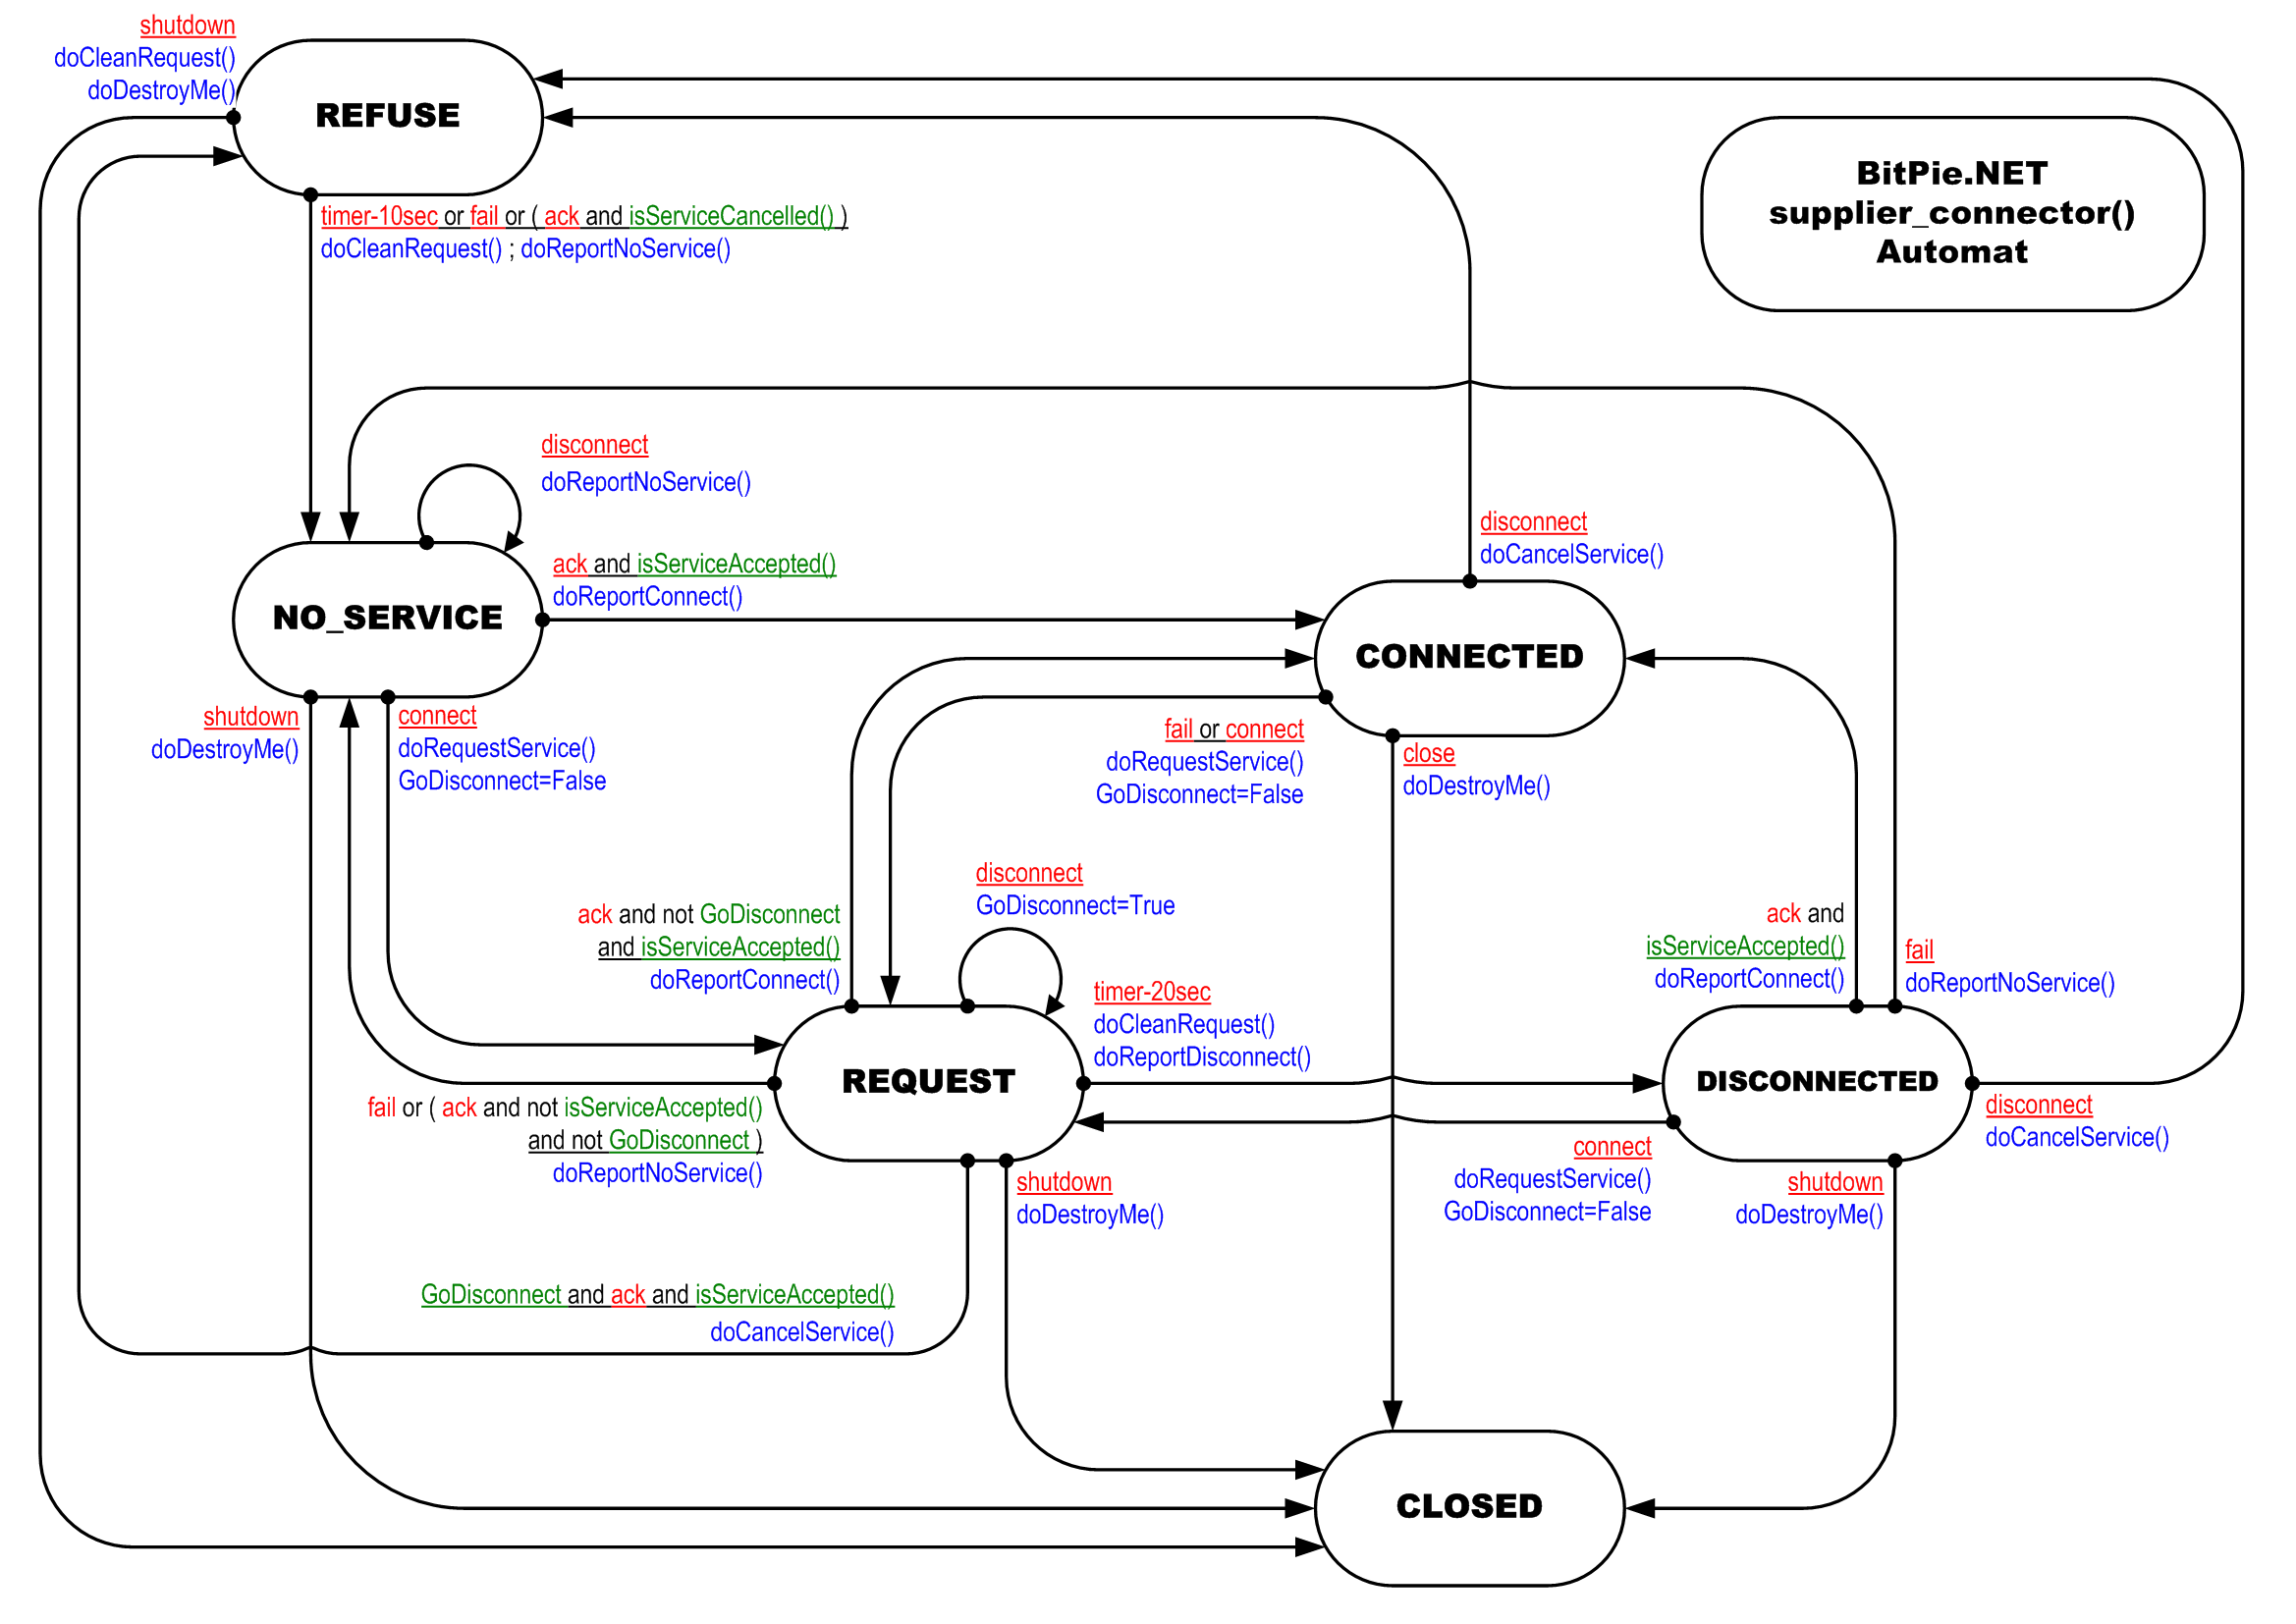 shutdown
doCleanRequest()
doDestroyMe()
REFUSE
timer-10sec or fail or ( ack and isServiceCancelled() )
doCleanRequest() ; doReportNoService()
BitPie.NET
supplier_connector()
Automat
disconnect
doReportNoService()
ack and isServiceAccepted()
doReportConnect()
NO_SERVICE
disconnect
doCancelService()
CONNECTED
shutdown
doDestroyMe()
connect
doRequestService()
GoDisconnect=False
fail or connect
doRequestService()
GoDisconnect=False
close
doDestroyMe()
ack and not GoDisconnect
and isServiceAccepted()
doReportConnect()
disconnect
GoDisconnect=True
timer-20sec
doCleanRequest()
doReportDisconnect()
ack and
isServiceAccepted()
doReportConnect()
fail
doReportNoService()
REQUEST
DISCONNECTED
fail or ( ack and not isServiceAccepted()
and not GoDisconnect )
doReportNoService()
shutdown
doDestroyMe()
connect
doRequestService()
GoDisconnect=False
shutdown
doDestroyMe()
disconnect
doCancelService()
GoDisconnect and ack and isServiceAccepted()
doCancelService()
CLOSED